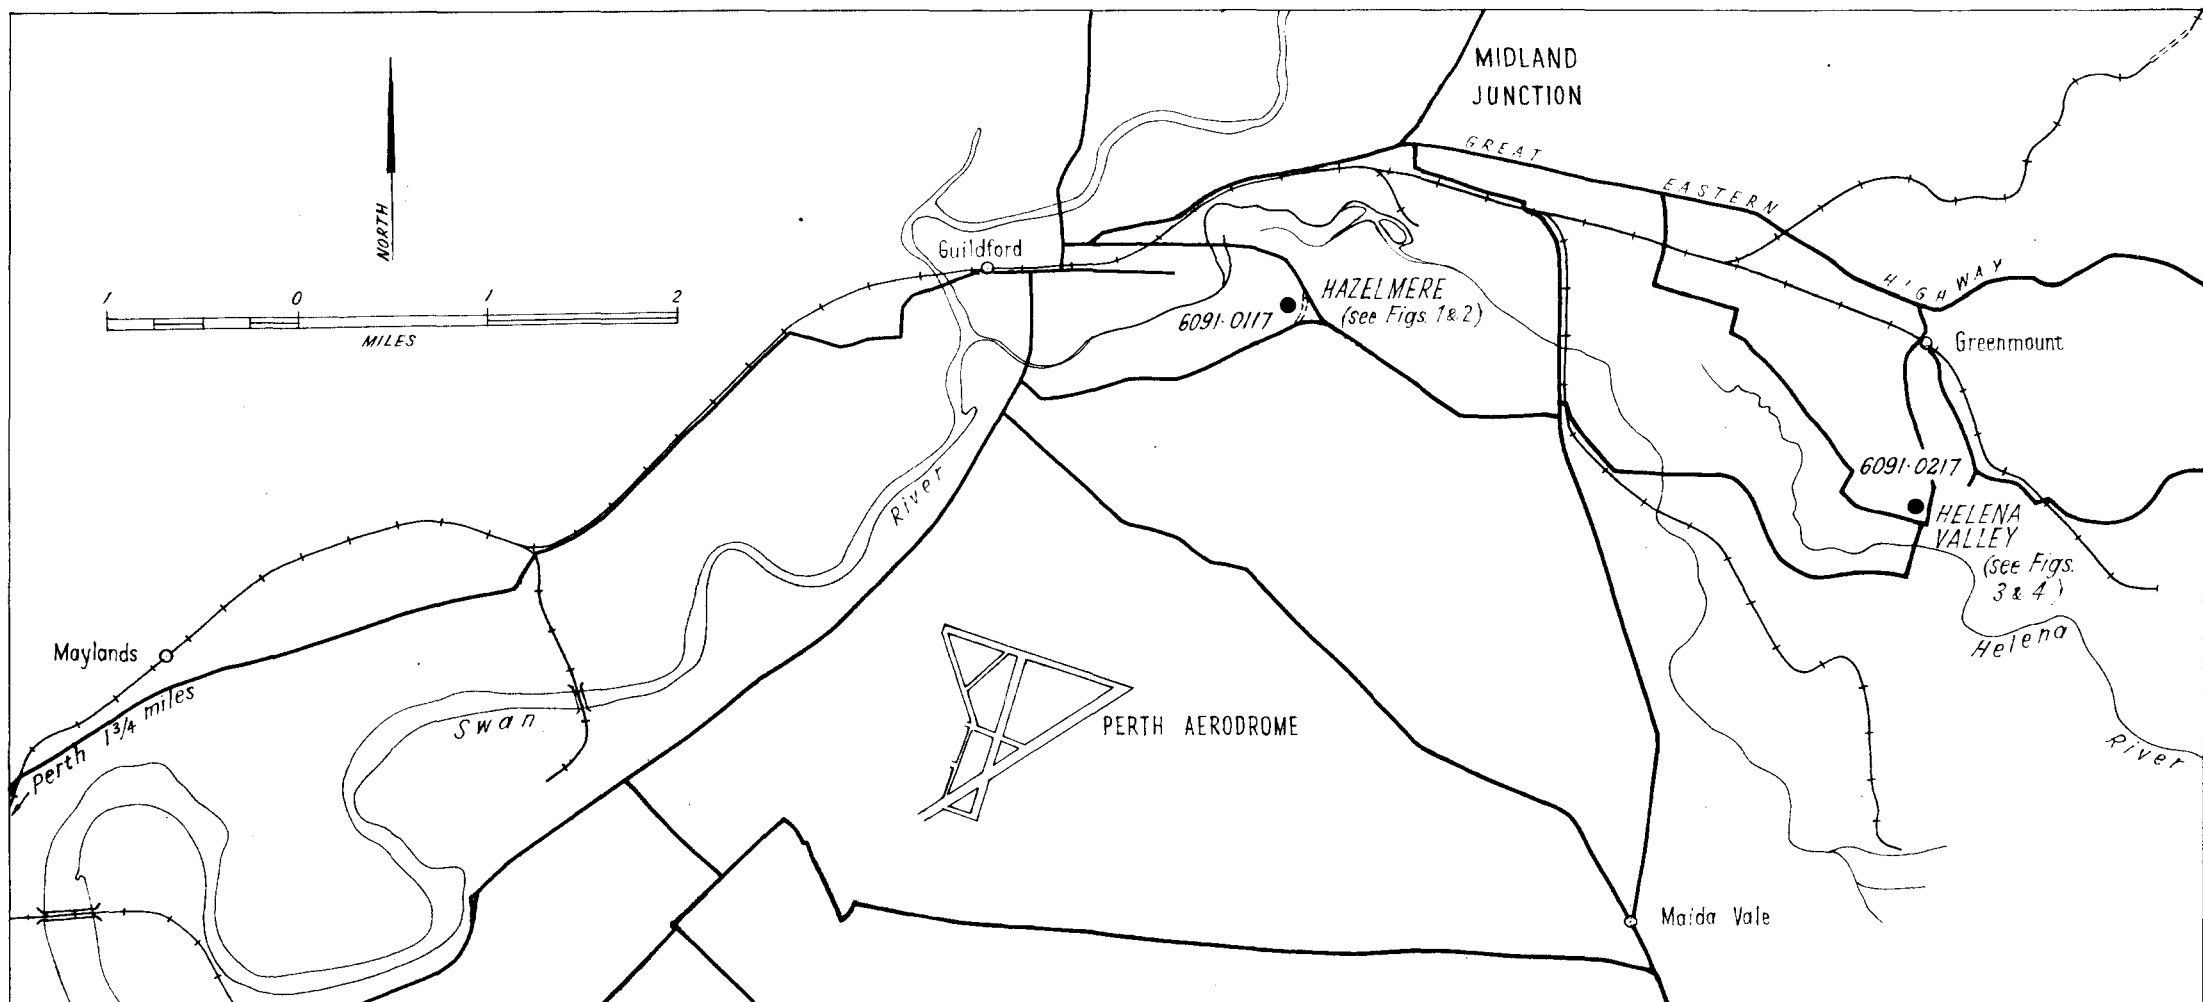 MIDLAND
JUNCTION
GREAT
EASTERN
HIGHWAY
NORTH
1 0 1 2
MILES
Guildford
HAZELMERE
(see Figs. 1 & 2)
6091·0117
Greenmount
6091·0217
HELENA
VALLEY
(see Figs.
3 & 4)
River
Helena
River
Maylands
Perth 1 3/4 miles
Swan
PERTH AERODROME
Maida Vale